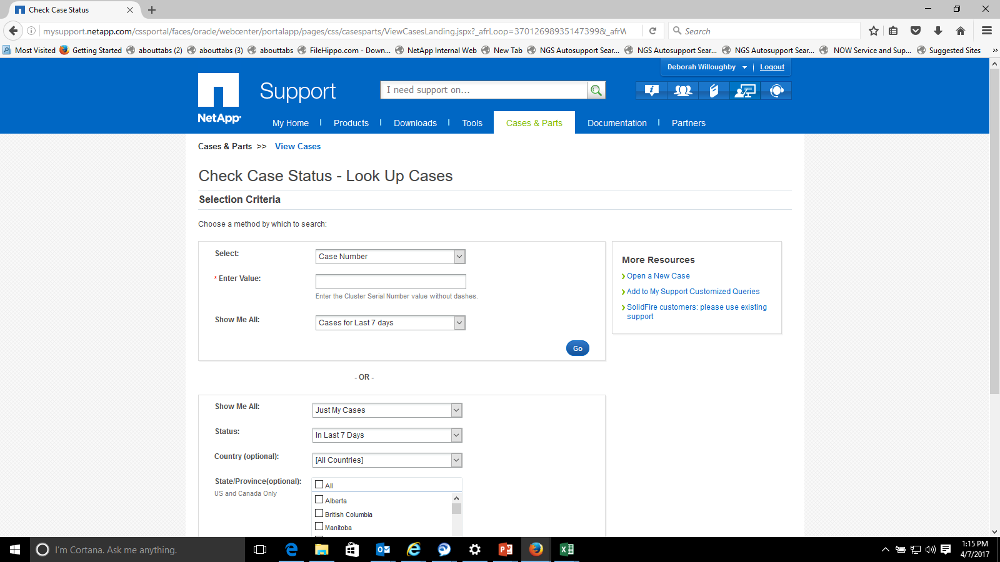 Check Case Status
mysupport.netapp.com/cssportal/faces/oracle/webcenter/portalapp/pages/css/casesparts/ViewCasesLanding.jspx?_afrLoop=37012698935147399&_afrW
Search
Most Visited Getting Started abouttabs (2) abouttabs (3) abouttabs FileHippo.com - Down... NetApp Internal Web New Tab NGS Autosupport Sear... NGS Autosupport Sear... NGS Autosupport Sear... NOW Service and Sup... Suggested Sites »
Deborah Willoughby Logout
NetApp
Support
I need support on...
My Home Products Downloads Tools Cases & Parts Documentation Partners
Cases & Parts >> View Cases
Check Case Status - Look Up Cases
Selection Criteria
Choose a method by which to search:
Select: Case Number
* Enter Value:
Enter the Cluster Serial Number value without dashes.
Show Me All: Cases for Last 7 days
Go
More Resources
Open a New Case
Add to My Support Customized Queries
SolidFire customers: please use existing
support
- OR -
Show Me All: Just My Cases
Status: In Last 7 Days
Country (optional): [All Countries]
State/Province(optional): All
US and Canada Only
Alberta
British Columbia
Manitoba
I'm Cortana. Ask me anything.
1:15 PM
4/7/2017